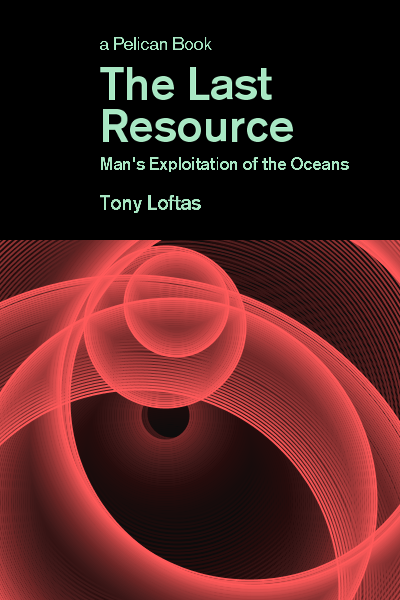 a Pelican Book
The Last
Resource
Man's Exploitation of the Oceans
Tony Loftas